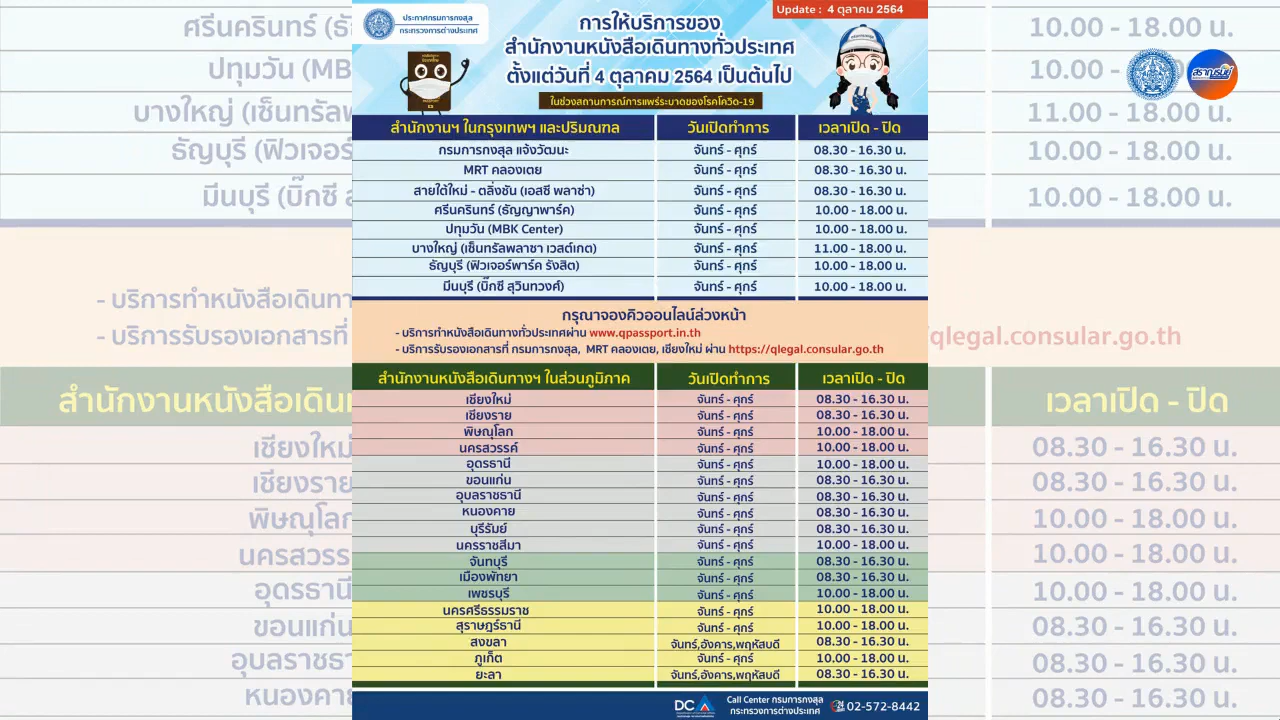 Update : 4 ตุลาคม 2564
ประกาศกรมการกงสุล
กระทรวงการต่างประเทศ
การให้บริการของ
สำนักงานหนังสือเดินทางทั่วประเทศ
ตั้งแต่วันที่ 4 ตุลาคม 2564 เป็นต้นไป
ในช่วงสถานการณ์การแพร่ระบาดของโรคโควิด-19
สำนักงานฯ ในกรุงเทพฯ และปริมณฑล วันเปิดทำการ เวลาเปิด - ปิด
กรมการกงสุล แจ้งวัฒนะ จันทร์ - ศุกร์ 08.30 - 16.30 น.
MRT คลองเตย จันทร์ - ศุกร์ 08.30 - 16.30 น.
สายใต้ใหม่ - ตลิ่งชัน (เอสซี พลาซ่า) จันทร์ - ศุกร์ 08.30 - 16.30 น.
ศรีนครินทร์ (ธัญญาพาร์ค) จันทร์ - ศุกร์ 10.00 - 18.00 น.
ปทุมวัน (MBK Center) จันทร์ - ศุกร์ 10.00 - 18.00 น.
บางใหญ่ (เซ็นทรัลพลาซา เวสต์เกต) จันทร์ - ศุกร์ 11.00 - 18.00 น.
ธัญบุรี (ฟิวเจอร์พาร์ค รังสิต) จันทร์ - ศุกร์ 10.00 - 18.00 น.
มีนบุรี (บิ๊กซี สุวินทวงศ์) จันทร์ - ศุกร์ 10.00 - 18.00 น.
กรุณาจองคิวออนไลน์ล่วงหน้า
- บริการทำหนังสือเดินทางทั่วประเทศผ่าน www.qpassport.in.th
- บริการรับรองเอกสารที่ กรมการกงสุล, MRT คลองเตย, เชียงใหม่ ผ่าน https://qlegal.consular.go.th
สำนักงานหนังสือเดินทางฯ ในส่วนภูมิภาค วันเปิดทำการ เวลาเปิด - ปิด
เชียงใหม่ จันทร์ - ศุกร์ 08.30 - 16.30 น.
เชียงราย จันทร์ - ศุกร์ 08.30 - 16.30 น.
พิษณุโลก จันทร์ - ศุกร์ 10.00 - 18.00 น.
นครสวรรค์ จันทร์ - ศุกร์ 10.00 - 18.00 น.
อุดรธานี จันทร์ - ศุกร์ 10.00 - 18.00 น.
ขอนแก่น จันทร์ - ศุกร์ 08.30 - 16.30 น.
อุบลราชธานี จันทร์ - ศุกร์ 08.30 - 16.30 น.
หนองคาย จันทร์ - ศุกร์ 08.30 - 16.30 น.
บุรีรัมย์ จันทร์ - ศุกร์ 08.30 - 16.30 น.
นครราชสีมา จันทร์ - ศุกร์ 10.00 - 18.00 น.
จันทบุรี จันทร์ - ศุกร์ 08.30 - 16.30 น.
เมืองพัทยา จันทร์ - ศุกร์ 08.30 - 16.30 น.
เพชรบุรี จันทร์ - ศุกร์ 10.00 - 18.00 น.
นครศรีธรรมราช จันทร์ - ศุกร์ 10.00 - 18.00 น.
สุราษฎร์ธานี จันทร์ - ศุกร์ 10.00 - 18.00 น.
สงขลา จันทร์,อังคาร,พฤหัสบดี 08.30 - 16.30 น.
ภูเก็ต จันทร์ - ศุกร์ 10.00 - 18.00 น.
ยะลา จันทร์,อังคาร,พฤหัสบดี 08.30 - 16.30 น.
Call Center กรมการกงสุล
กระทรวงการต่างประเทศ
02-572-8442
สราญรมย์